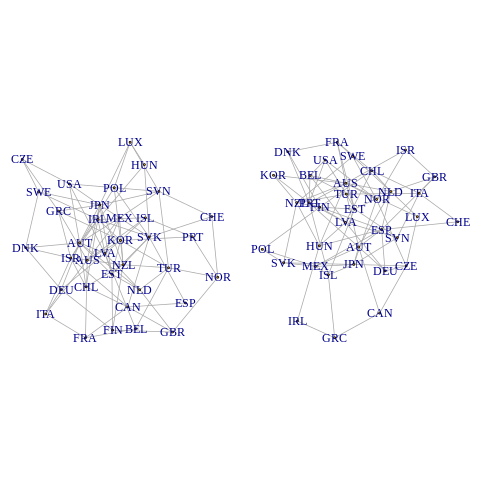 LUX
CZE
HUN
USA
SWE
POL
SVN
JPN
GRC
IRL
MEX
ISL
CHE
DNK
AUT
KOR
SVK
PRT
LVA
ISR
AUS
NZL
TUR
EST
NOR
DEU
CHL
NLD
CAN
ESP
ITA
FIN
BEL
GBR
FRA
FRA
DNK
SWE
ISR
USA
CHL
KOR
BEL
GBR
AUS
TUR
NLD
ITA
NOR
NZL
PRT
FIN
EST
LUX
LVA
CHE
ESP
SVN
POL
HUN
AUT
SVK
MEX
JPN
CZE
DEU
ISL
IRL
CAN
GRC